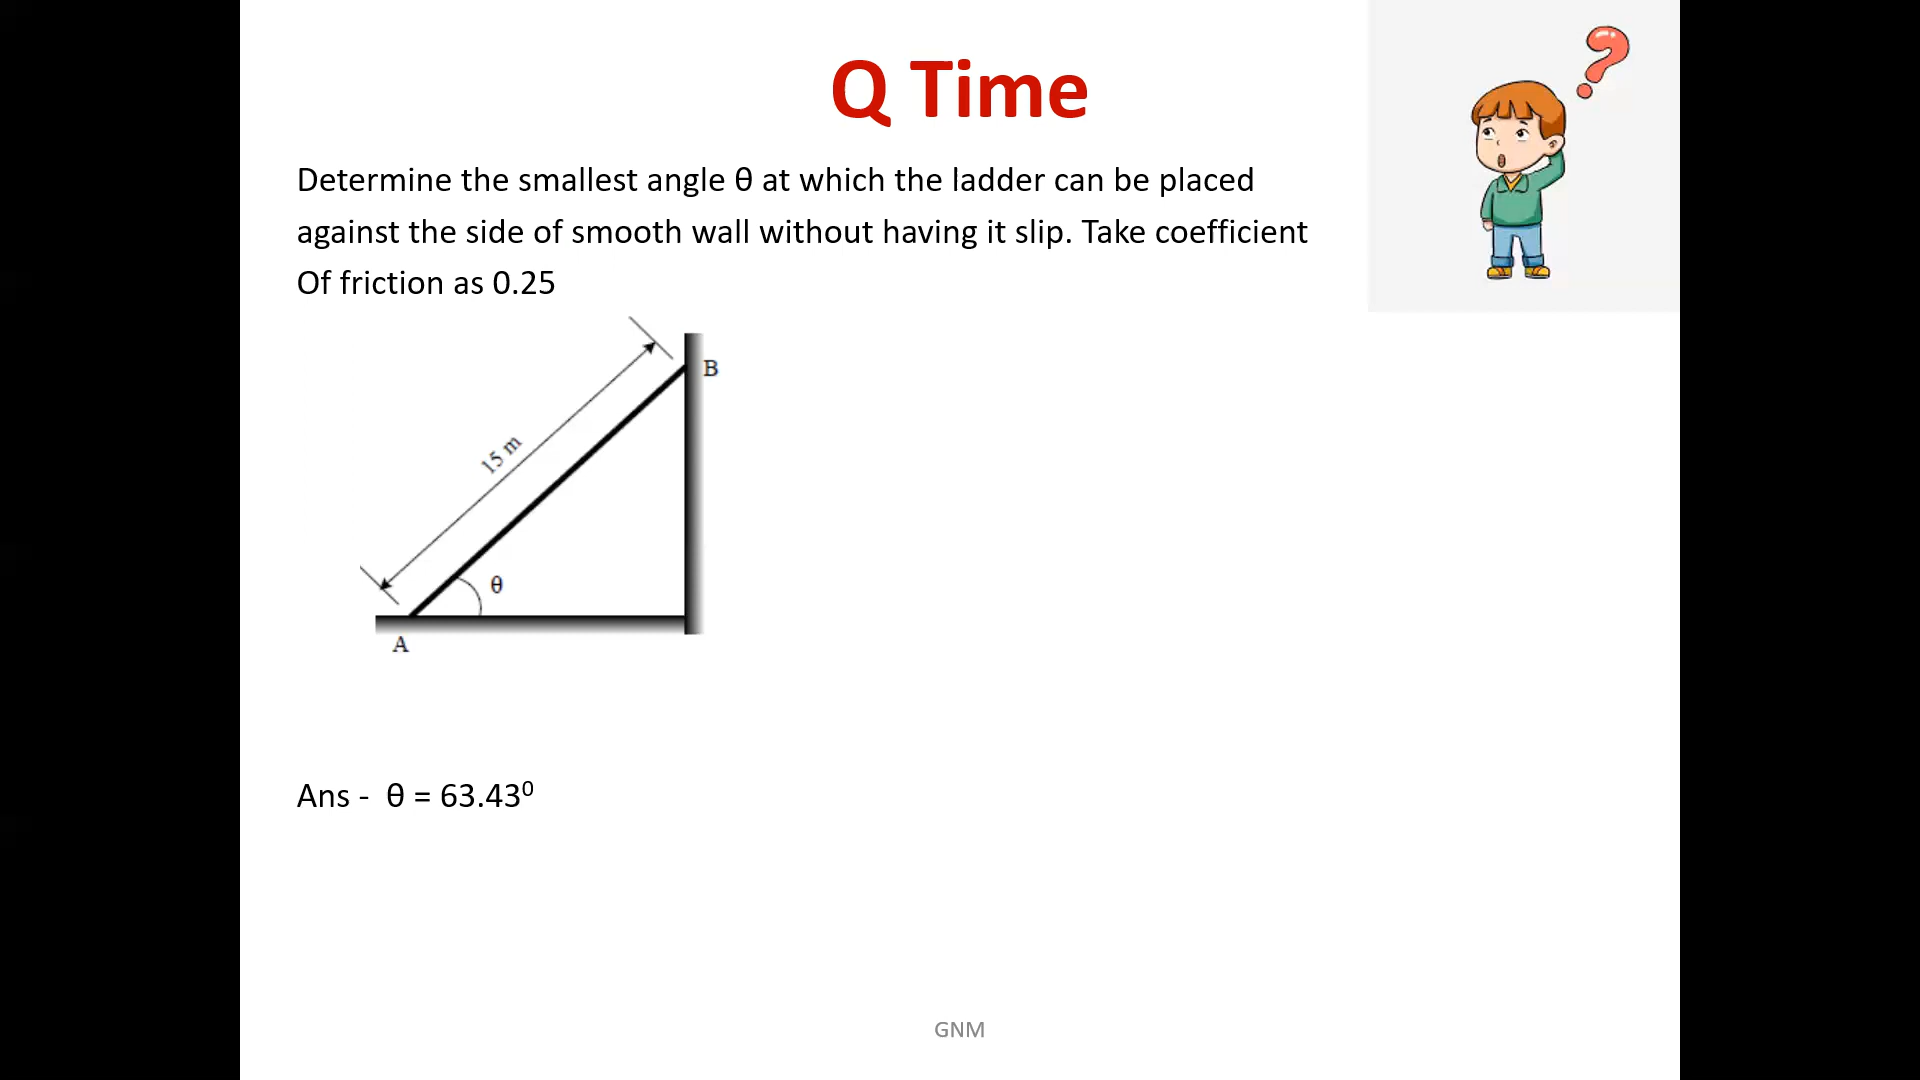 Q Time
Determine the smallest angle θ at which the ladder can be placed
against the side of smooth wall without having it slip. Take coefficient
Of friction as 0.25
B
15 m
θ
A
Ans - θ = 63.43⁰
GNM